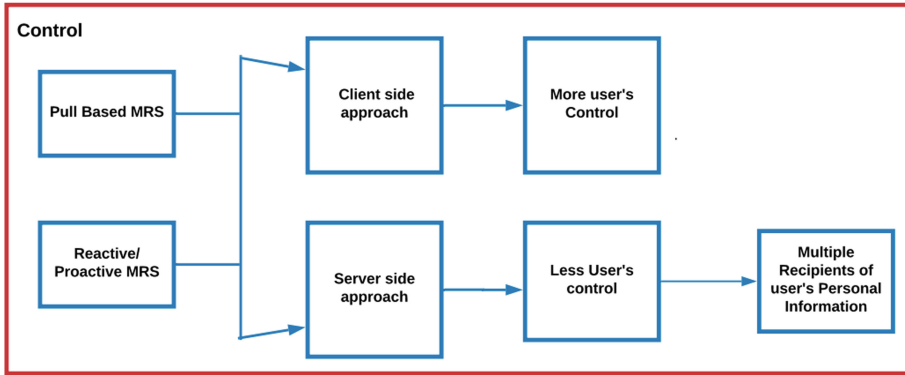 Control
Pull Based MRS
Client side
approach
More user's
Control
Reactive/
Proactive MRS
Server side
approach
Less User's
control
Multiple
Recipients of
user's Personal
Information